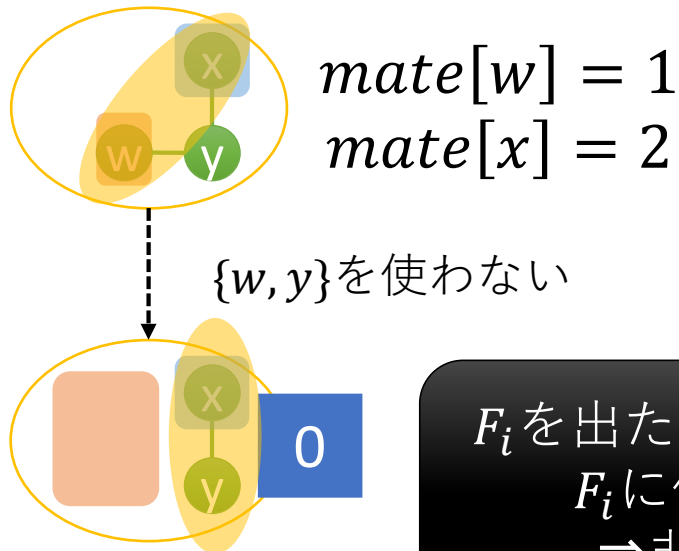 x
mate[w] = 1
mate[x] = 2
w
y
{w, y}を使わない
x
0
y
F_iを出た
F_iに